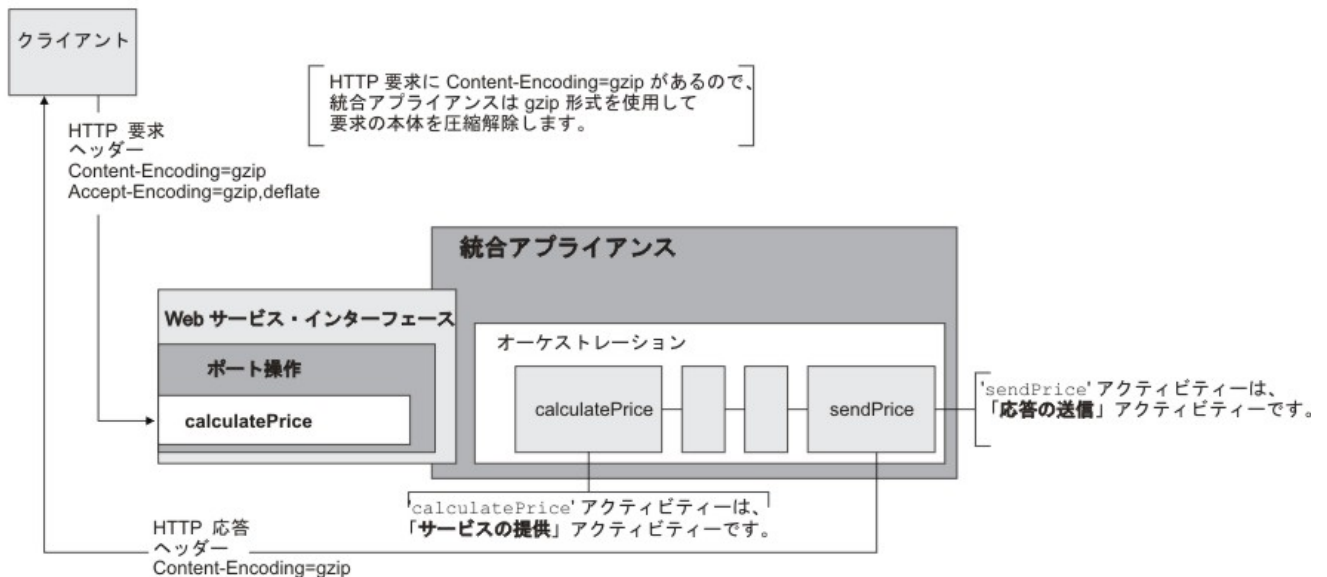 クライアント
HTTP 要求に Content-Encoding=gzip があるので、
統合アプライアンスは gzip 形式を使用して
要求の本体を圧縮解除します。
HTTP 要求
ヘッダー
Content-Encoding=gzip
Accept-Encoding=gzip,deflate
統合アプライアンス
Web サービス・インターフェース
ポート操作
calculatePrice
オーケストレーション
calculatePrice
sendPrice
'sendPrice' アクティビティーは、
「応答の送信」アクティビティーです。
'calculatePrice' アクティビティーは、
「サービスの提供」アクティビティーです。
HTTP 応答
ヘッダー
Content-Encoding=gzip